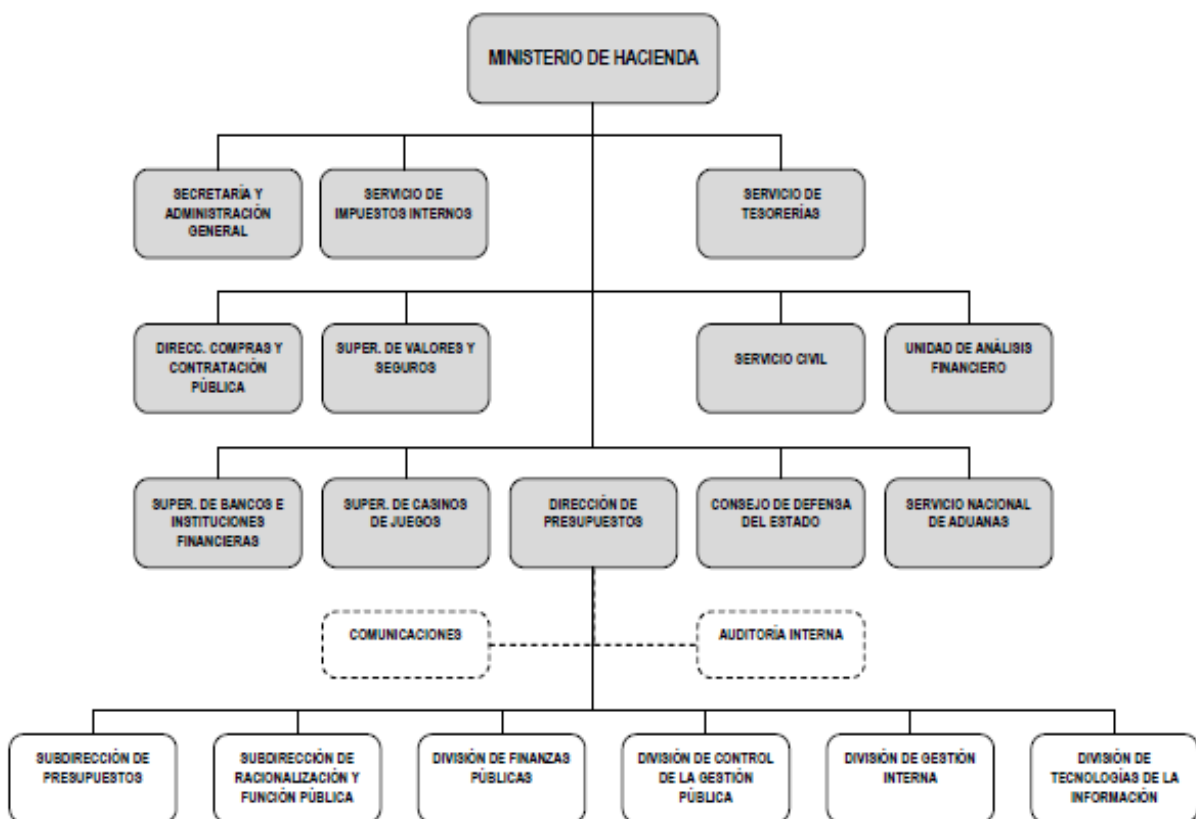 MINISTERIO DE HACIENDA
SECRETARÍA Y
ADMINISTRACIÓN
GENERAL
SERVICIO DE
IMPUESTOS INTERNOS
SERVICIO DE
TESORERÍAS
DIRECC. COMPRAS Y
CONTRATACIÓN
PÚBLICA
SUPER. DE VALORES Y
SEGUROS
SERVICIO CIVIL
UNIDAD DE ANÁLISIS
FINANCIERO
SUPER. DE BANCOS E
INSTITUCIONES
FINANCIERAS
SUPER. DE CASINOS
DE JUEGOS
DIRECCIÓN DE
PRESUPUESTOS
CONSEJO DE DEFENSA
DEL ESTADO
SERVICIO NACIONAL
DE ADUANAS
COMUNICACIONES
AUDITORÍA INTERNA
SUBDIRECCIÓN DE
PRESUPUESTOS
SUBDIRECCIÓN DE
RACIONALIZACIÓN Y
FUNCIÓN PÚBLICA
DIVISIÓN DE FINANZAS
PÚBLICAS
DIVISIÓN DE CONTROL
DE LA GESTIÓN
PÚBLICA
DIVISIÓN DE GESTIÓN
INTERNA
DIVISIÓN DE
TECNOLOGÍAS DE LA
INFORMACIÓN